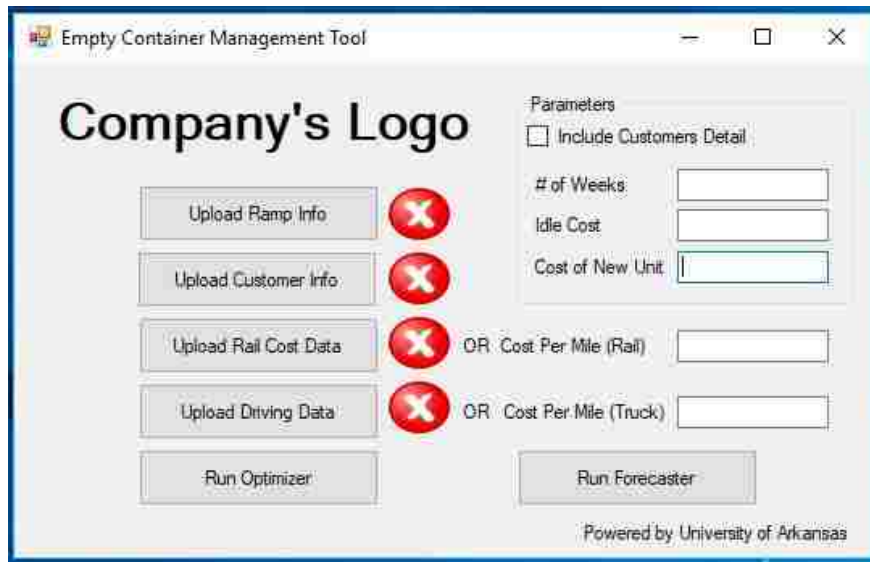 Empty Container Management Tool
Company's Logo
Parameters
Include Customers Detail
# of Weeks
Idle Cost
Cost of New Unit
Upload Ramp Info
Upload Customer Info
Upload Rail Cost Data
OR Cost Per Mile (Rail)
Upload Driving Data
OR Cost Per Mile (Truck)
Run Optimizer
Run Forecaster
Powered by University of Arkansas